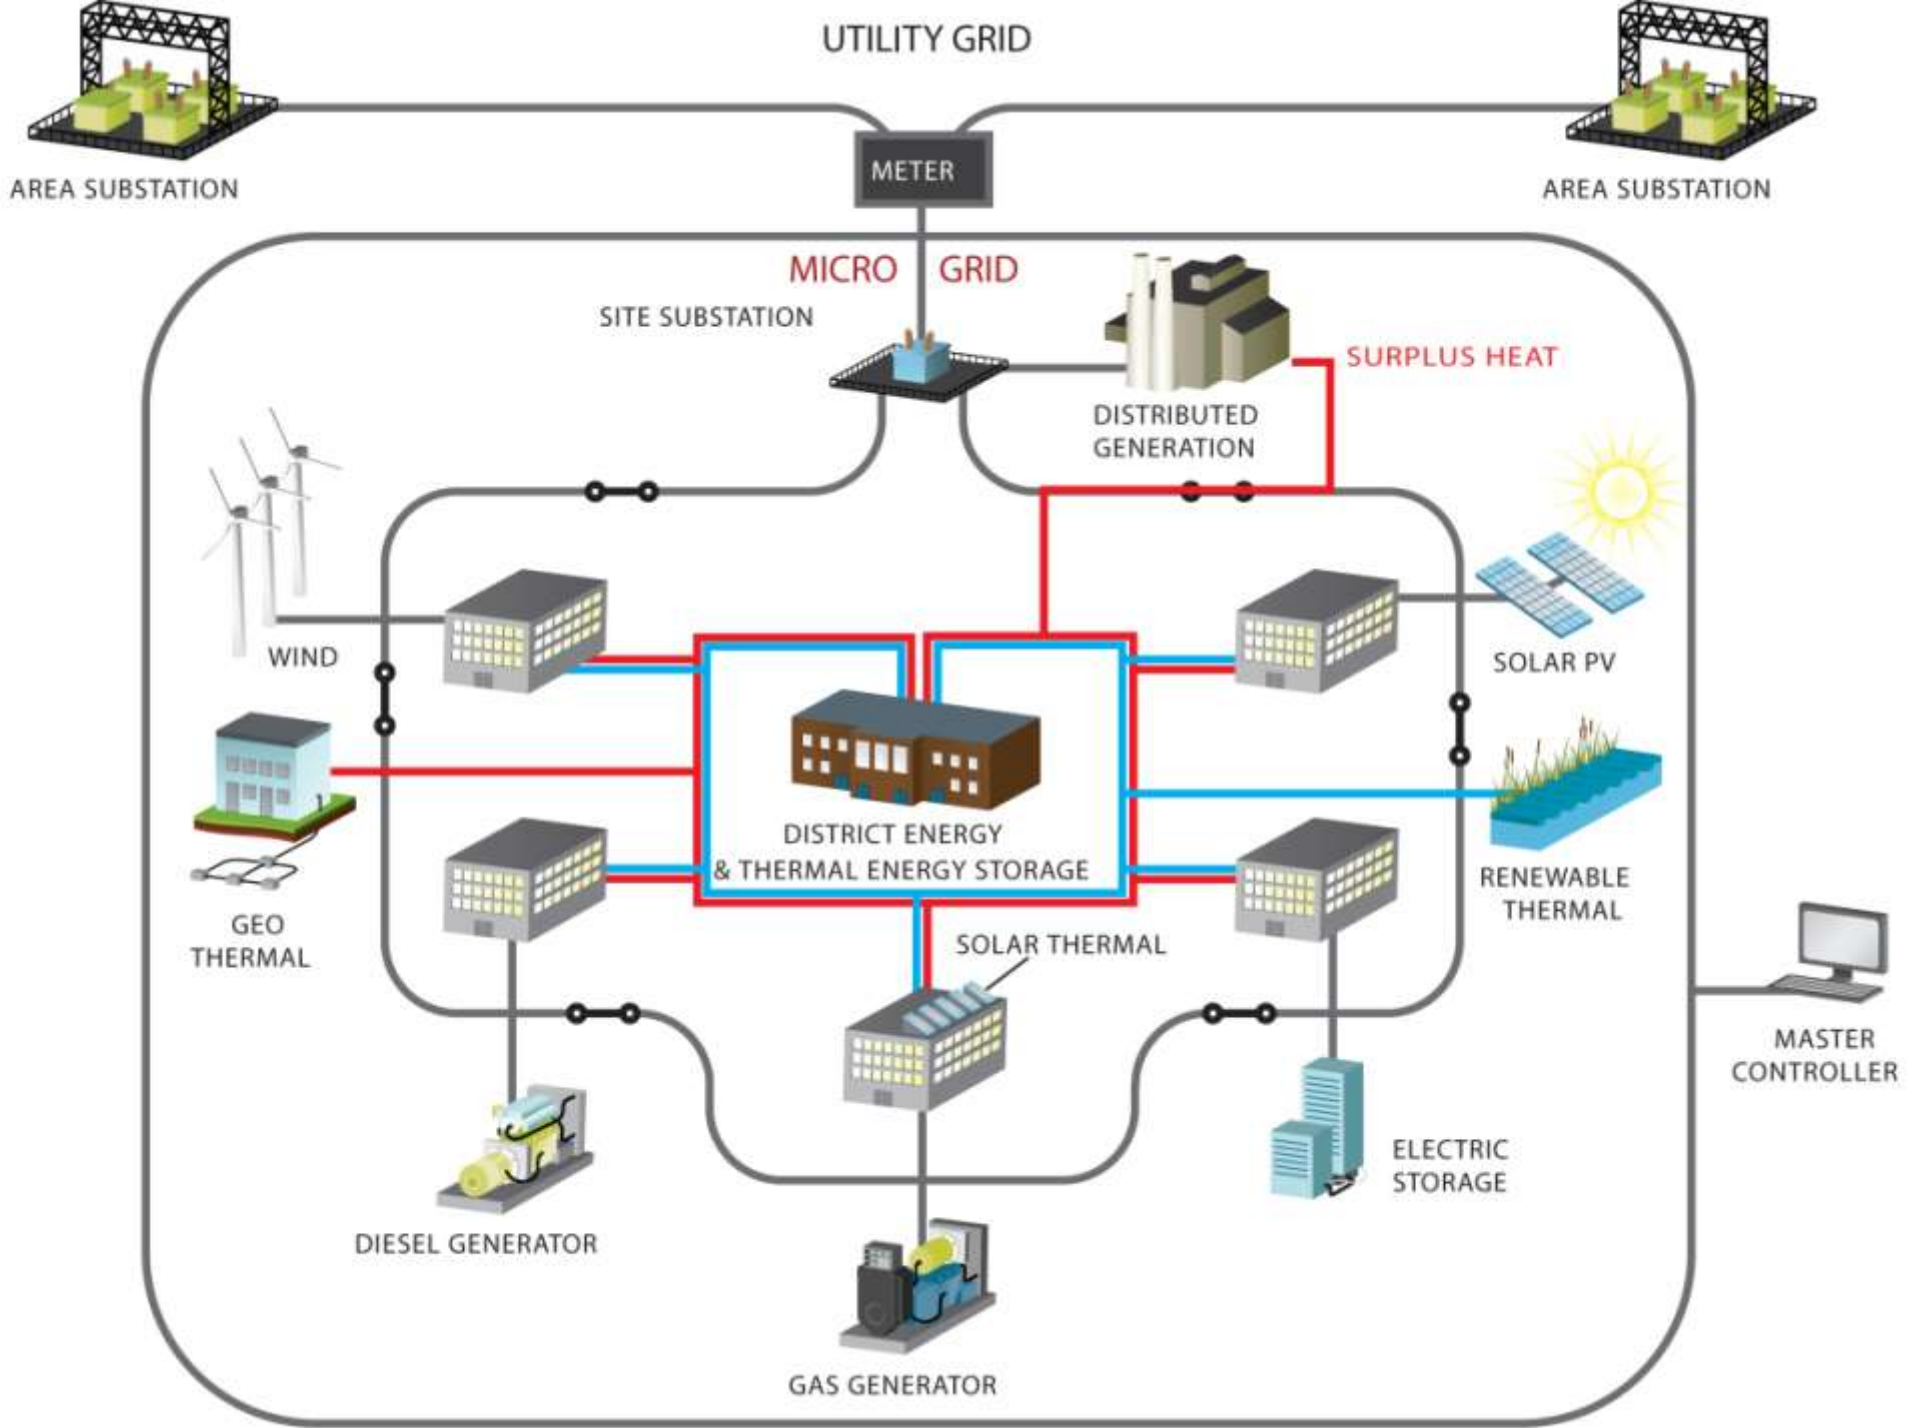 UTILITY GRID
METER
AREA SUBSTATION
AREA SUBSTATION
MICRO GRID
SITE SUBSTATION
SURPLUS HEAT
DISTRIBUTED
GENERATION
WIND
SOLAR PV
DISTRICT ENERGY
& THERMAL ENERGY STORAGE
RENEWABLE
THERMAL
GEO
THERMAL
SOLAR THERMAL
MASTER
CONTROLLER
ELECTRIC
STORAGE
DIESEL GENERATOR
GAS GENERATOR